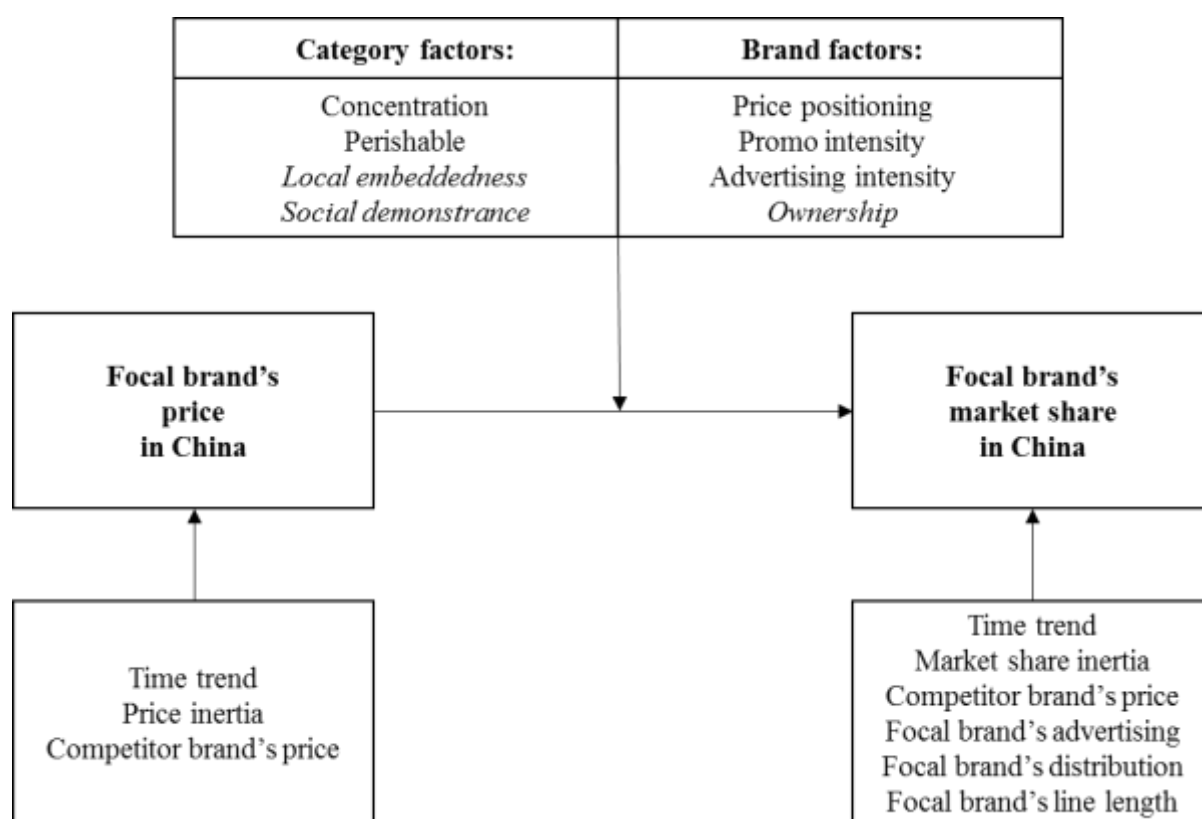 Category factors:
Brand factors:
Concentration
Perishable
Local embeddedness
Social demonstrance
Price positioning
Promo intensity
Advertising intensity
Ownership
Focal brand's
price
in China
Focal brand's
market share
in China
Time trend
Price inertia
Competitor brand's price
Time trend
Market share inertia
Competitor brand's price
Focal brand's advertising
Focal brand's distribution
Focal brand's line length